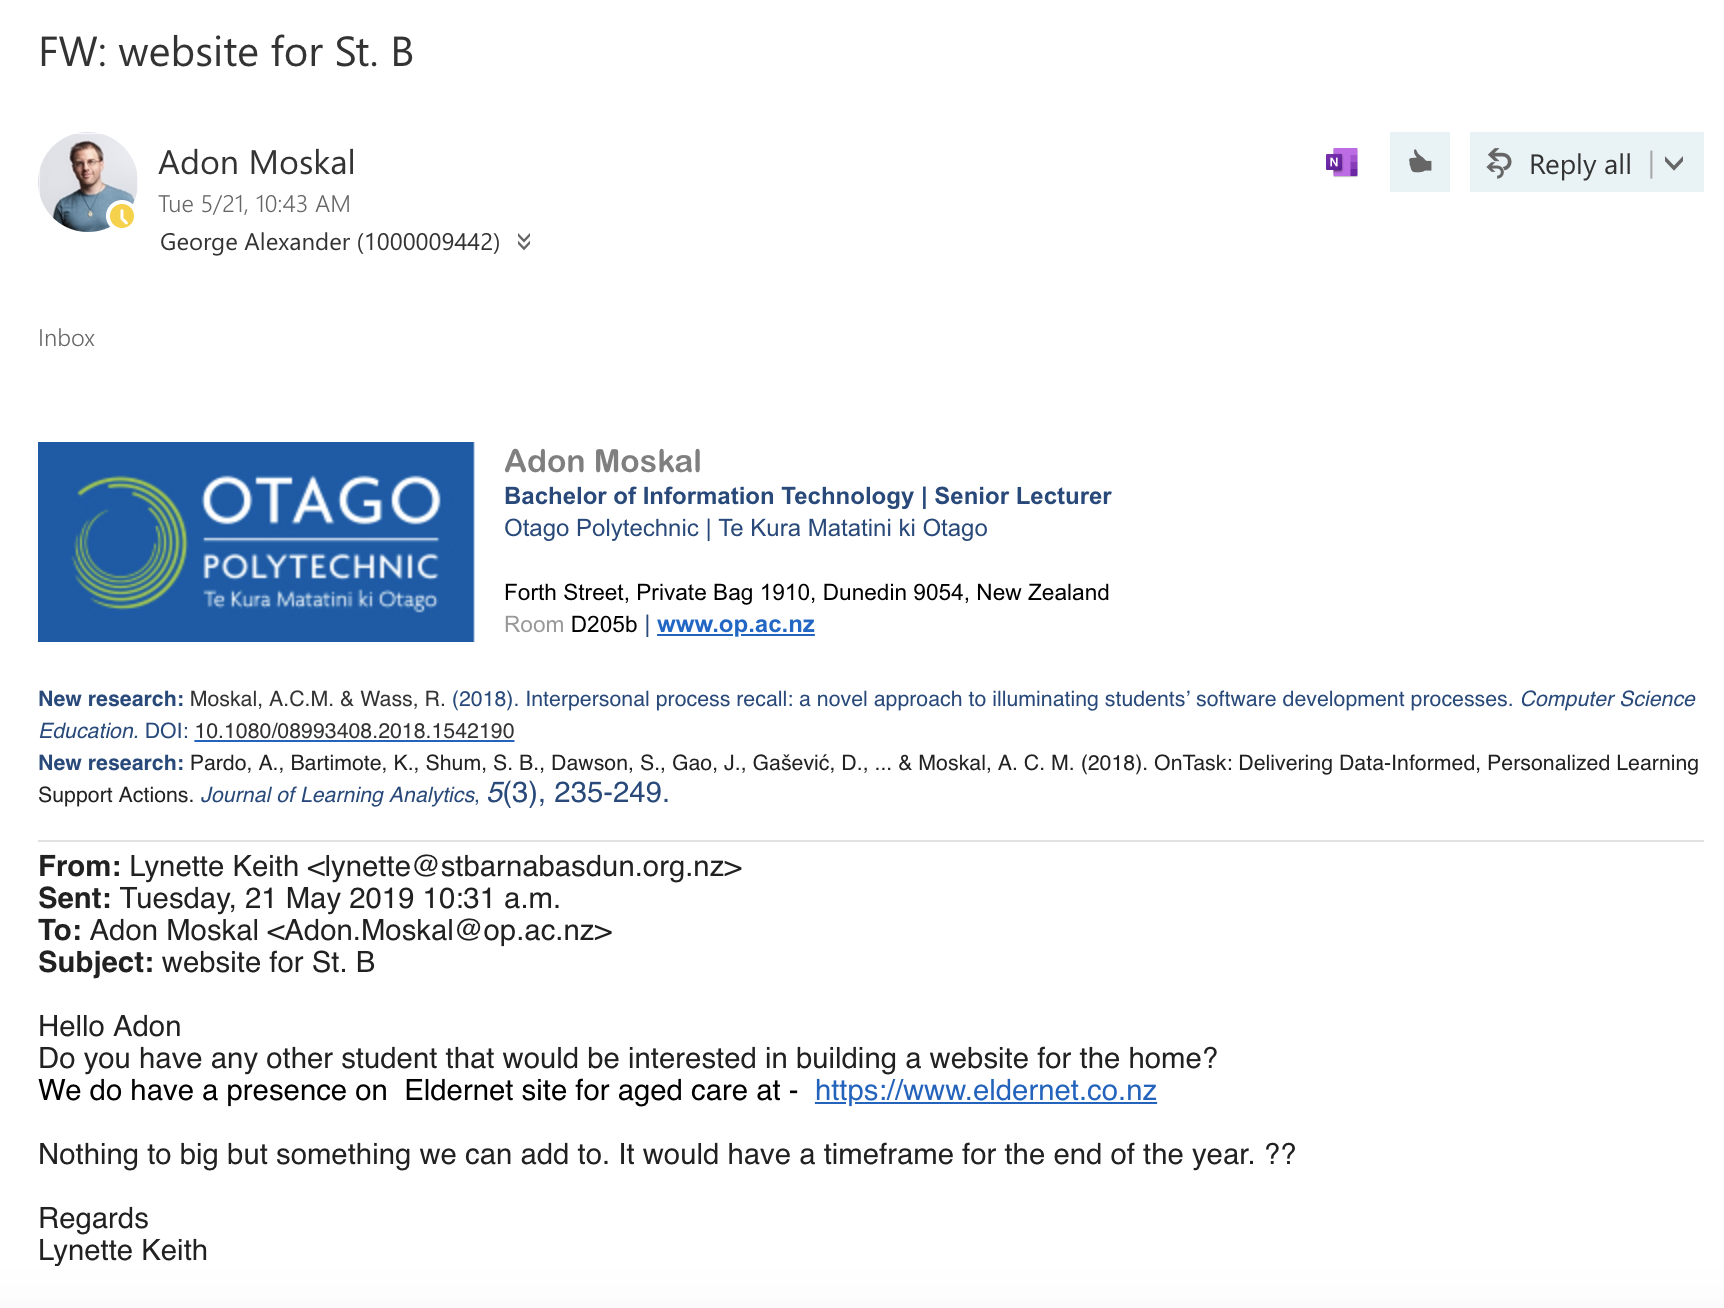 FW: website for St. B
Adon Moskal
Tue 5/21, 10:43 AM
George Alexander (1000009442)
N
Reply all
Inbox
OTAGO
POLYTECHNIC
Te Kura Matatini ki Otago
Adon Moskal
Bachelor of Information Technology | Senior Lecturer
Otago Polytechnic | Te Kura Matatini ki Otago
Forth Street, Private Bag 1910, Dunedin 9054, New Zealand
Room D205b | www.op.ac.nz
New research: Moskal, A.C.M. & Wass, R. (2018). Interpersonal process recall: a novel approach to illuminating students’ software development processes. Computer Science
Education. DOI: 10.1080/08993408.2018.1542190
New research: Pardo, A., Bartimote, K., Shum, S. B., Dawson, S., Gao, J., Gašević, D., ... & Moskal, A. C. M. (2018). OnTask: Delivering Data-Informed, Personalized Learning
Support Actions. Journal of Learning Analytics, 5(3), 235-249.
From: Lynette Keith <lynette@stbarnabasdun.org.nz>
Sent: Tuesday, 21 May 2019 10:31 a.m.
To: Adon Moskal <Adon.Moskal@op.ac.nz>
Subject: website for St. B
Hello Adon
Do you have any other student that would be interested in building a website for the home?
We do have a presence on  Eldernet site for aged care at -  https://www.eldernet.co.nz
Nothing to big but something we can add to. It would have a timeframe for the end of the year. ??
Regards
Lynette Keith